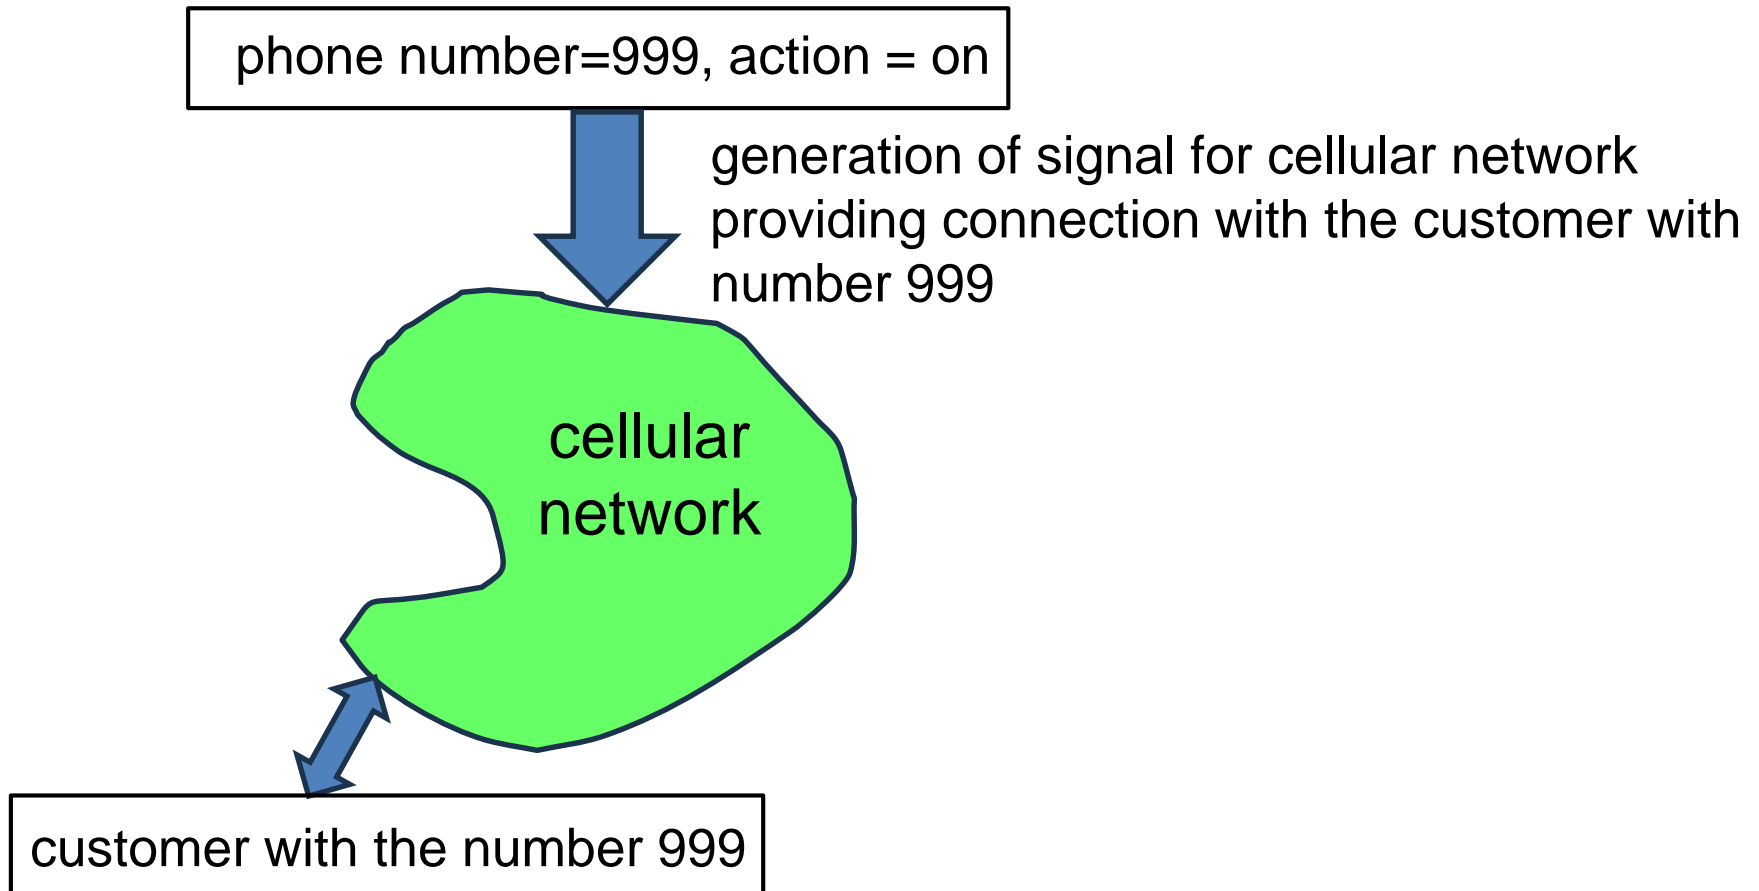 phone number=999, action = on
generation of signal for cellular network
providing connection with the customer with
number 999
cellular
network
customer with the number 999